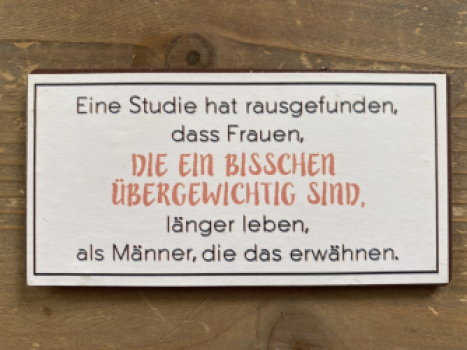 Eine Studie hat rausgefunden,
dass Frauen,
DIE EIN BISSCHEN
ÜBERGEWICHTIG SIND,
länger leben,
als Männer, die das erwähnen.